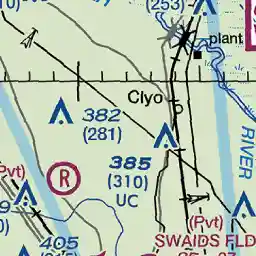 (253)
plant
Clyo
382
(281)
385
(310)
UC
RIVER
Pvt)
R
(Pvt)
SWAIDS FLD
405